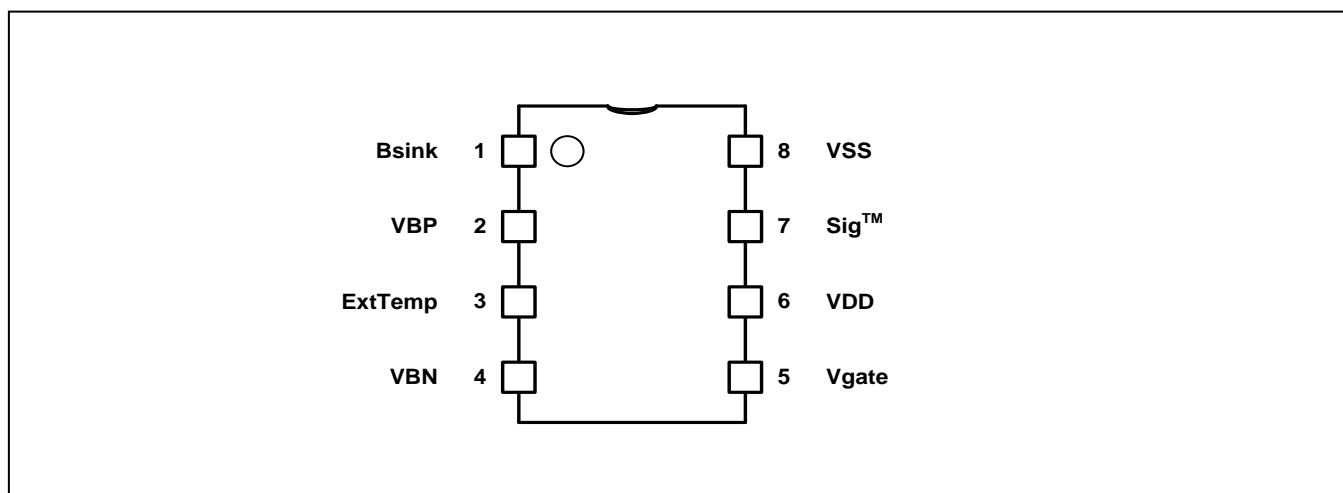 Bsink 1 8 VSS
VBP 2 7 Sig™
ExtTemp 3 6 VDD
VBN 4 5 Vgate